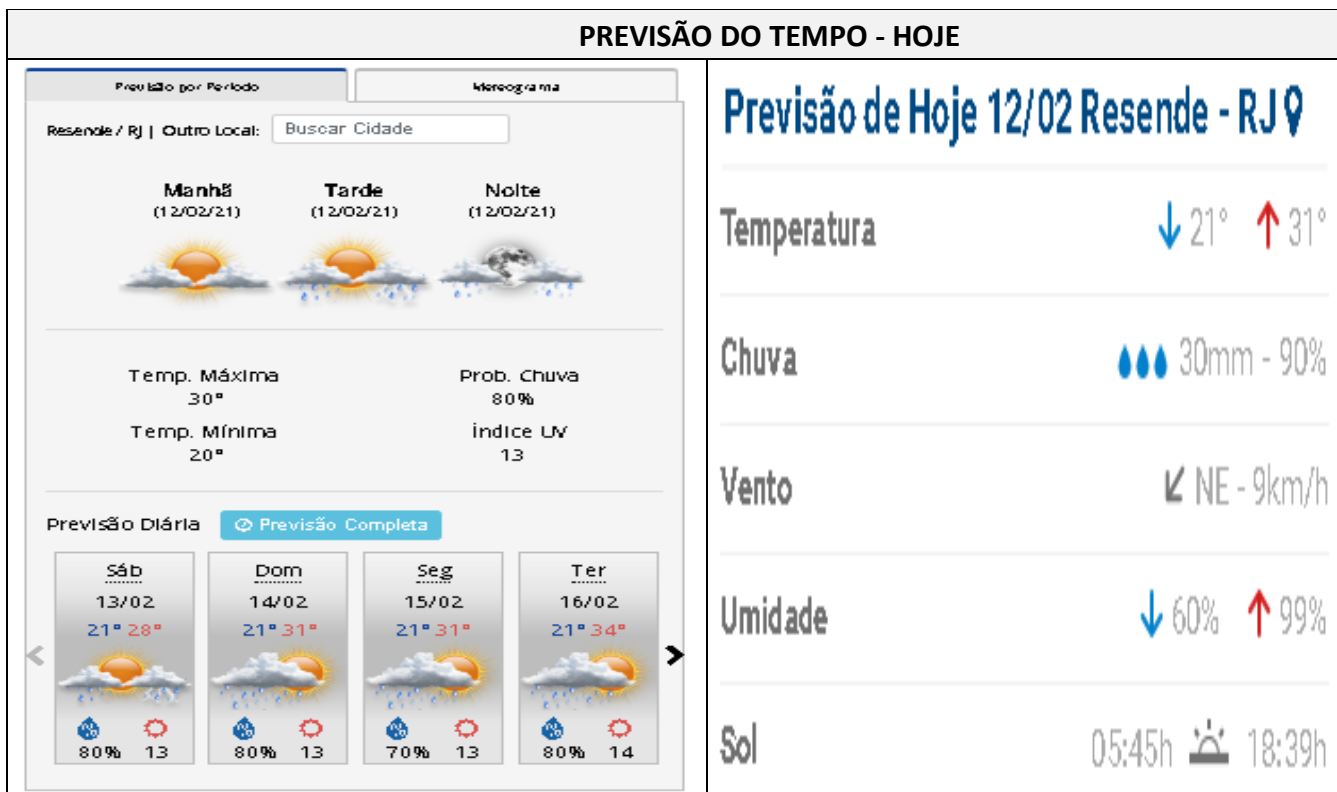 PREVISÃO DO TEMPO - HOJE
Previsão por Período
Meteograma
Resende / RJ | Outro Local: Buscar Cidade
Manhã Tarde Noite
(12/02/21) (12/02/21) (12/02/21)
Temp. Máxima Prob. Chuva
30° 80%
Temp. Mínima Índice UV
20° 13
Previsão Diária Previsão Completa
Sáb Dom Seg Ter
13/02 14/02 15/02 16/02
21° 28° 21° 31° 21° 31° 21° 34°
80% 13 80% 13 70% 13 80% 14
Previsão de Hoje 12/02 Resende - RJ
Temperatura 21° 31°
Chuva 30mm - 90%
Vento NE - 9km/h
Umidade 60% 99%
Sol 05:45h 18:39h